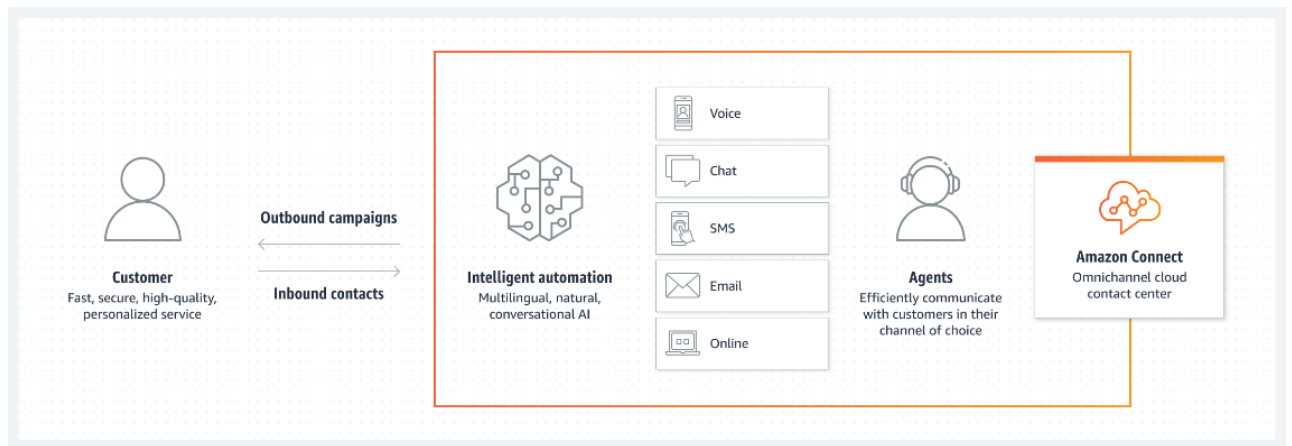 Customer
Fast, secure, high-quality,
personalized service
Outbound campaigns
Inbound contacts
Intelligent automation
Multilingual, natural,
conversational AI
Voice
Chat
SMS
Email
Online
Agents
Efficiently communicate
with customers in their
channel of choice
Amazon Connect
Omnichannel cloud
contact center